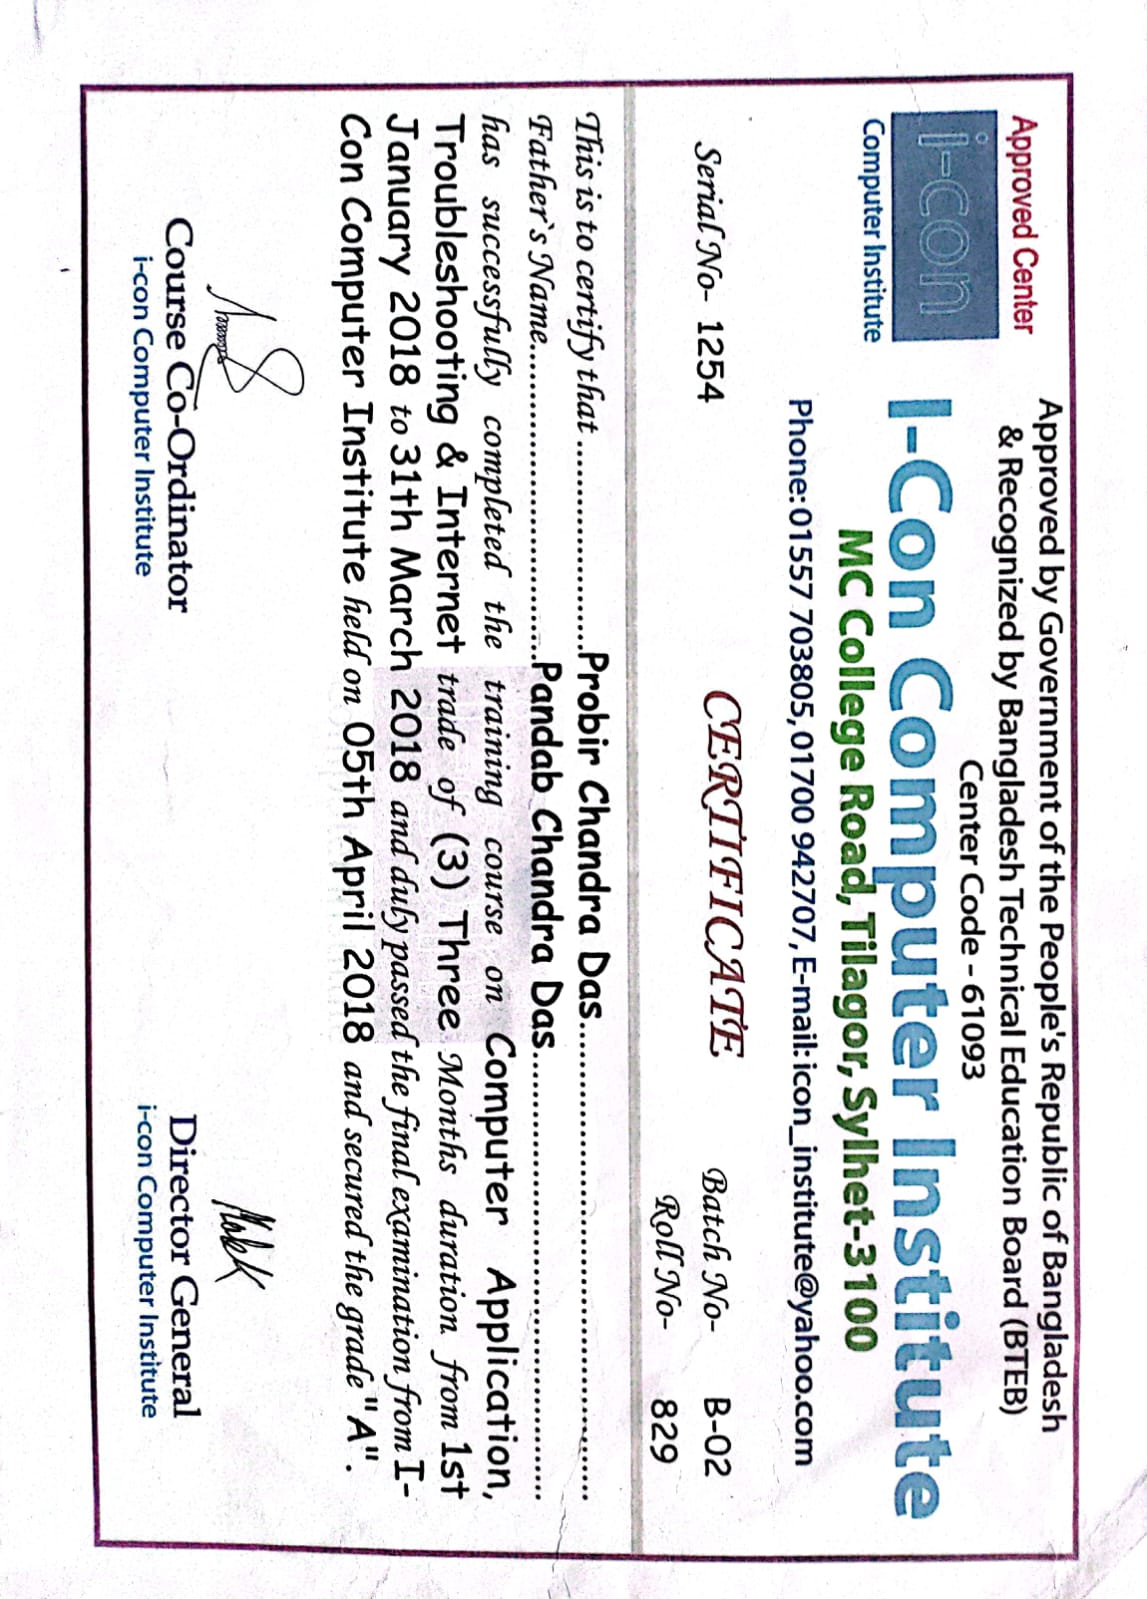 Approved by Government of the People's Republic of Bangladesh
& Recognized by Bangladesh Technical Education Board (BTEB)
Center Code - 61093
Approved Center
i-con
Computer Institute
I-Con Computer Institute
MC College Road, Tilagor, Sylhet-3100
Phone: 01557 703805, 01700 942707, E-mail: icon_institute@yahoo.com
Serial No- 1254
CERTIFICATE
Batch No- B-02
Roll No- 829
This is to certify that .....................Probir Chandra Das................................................
Father`s Name................................Pandab Chandra Das.............................................
has successfully completed the training course on Computer Application,
Troubleshooting & Internet trade of (3) Three Months duration from 1st
January 2018 to 31th March 2018 and duly passed the final examination from I-
Con Computer Institute held on 05th April 2018 and secured the grade "A".
Computer Institute
Malek
Course Co-Ordinator
i-con Computer Institute
Director General
i-con Computer Institute